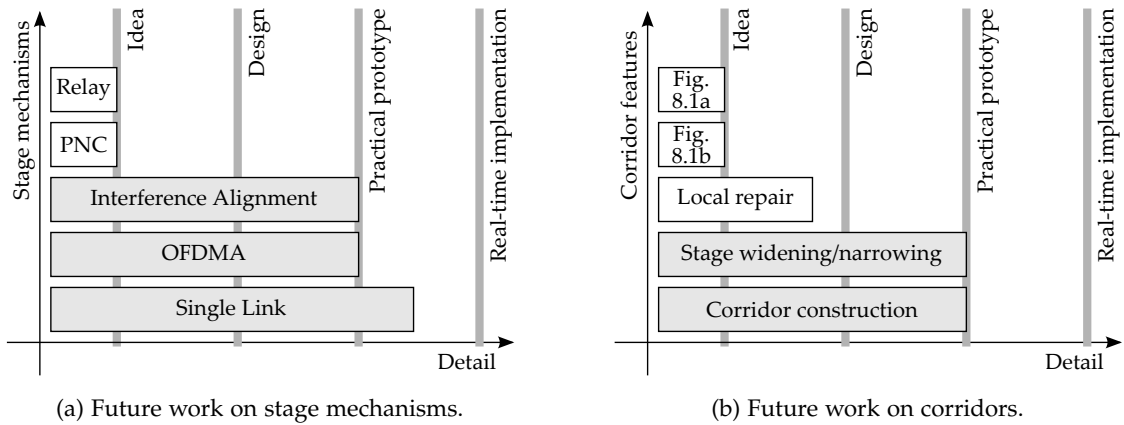 Stage mechanisms
Idea
Design
Practical prototype
Real-time implementation
Relay
PNC
Interference Alignment
OFDMA
Single Link
Detail
(a) Future work on stage mechanisms.
Corridor features
Idea
Design
Practical prototype
Real-time implementation
Fig.
8.1a
Fig.
8.1b
Local repair
Stage widening/narrowing
Corridor construction
Detail
(b) Future work on corridors.